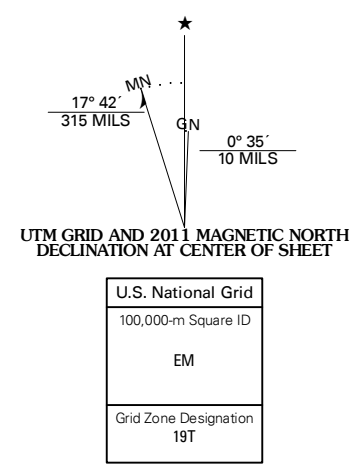 ★
MN
17° 42´
315 MILS
GN
0° 35´
10 MILS
UTM GRID AND 2011 MAGNETIC NORTH
DECLINATION AT CENTER OF SHEET
U.S. National Grid
100,000-m Square ID
EM
Grid Zone Designation
19T